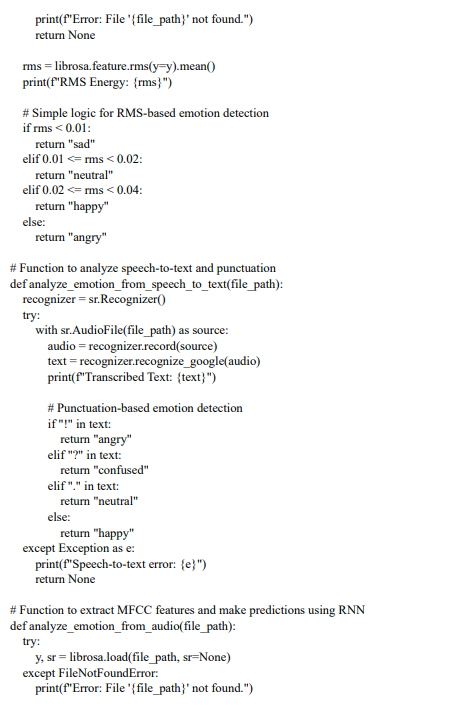 print(f"Error: File '{file_path}' not found.")
return None
rms = librosa.feature.rms(y=y).mean()
print(f"RMS Energy: {rms}")
# Simple logic for RMS-based emotion detection
if rms < 0.01:
return "sad"
elif 0.01 <= rms < 0.02:
return "neutral"
elif 0.02 <= rms < 0.04:
return "happy"
else:
return "angry"
# Function to analyze speech-to-text and punctuation
def analyze_emotion_from_speech_to_text(file_path):
recognizer = sr.Recognizer()
try:
with sr.AudioFile(file_path) as source:
audio = recognizer.record(source)
text = recognizer.recognize_google(audio)
print(f"Transcribed Text: {text}")
# Punctuation-based emotion detection
if "!" in text:
return "angry"
elif "?" in text:
return "confused"
elif "." in text:
return "neutral"
else:
return "happy"
except Exception as e:
print(f"Speech-to-text error: {e}")
return None
# Function to extract MFCC features and make predictions using RNN
def analyze_emotion_from_audio(file_path):
try:
y, sr = librosa.load(file_path, sr=None)
except FileNotFoundError:
print(f"Error: File '{file_path}' not found.")